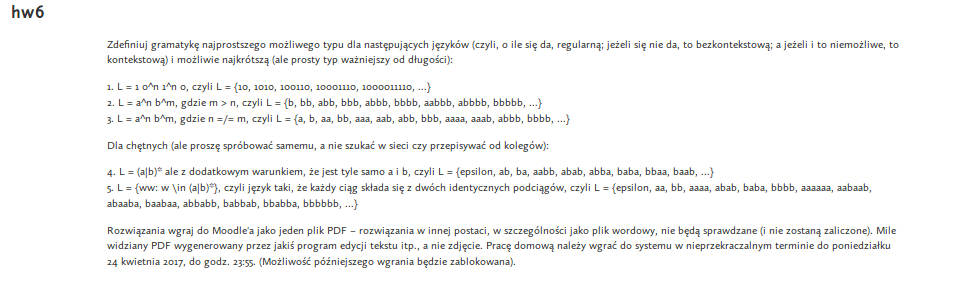 hw6
Zdefiniuj gramatykę najprostszego możliwego typu dla następujących języków (czyli, o ile się da, regularną; jeżeli się nie da, to bezkontekstową; a jeżeli i to niemożliwe, to
kontekstową) i możliwie najkrótszą (ale prosty typ ważniejszy od długości):
1. L = 1 0^n 1^n 0, czyli L = {10, 1010, 100110, 10001110, 1000011110, ...}
2. L = a^n b^m, gdzie m > n, czyli L = {b, bb, abb, bbb, abbb, bbbb, aabbb, abbbb, bbbbb, ...}
3. L = a^n b^m, gdzie n =/= m, czyli L = {a, b, aa, bb, aaa, aab, abb, bbb, aaaa, aaab, abbb, bbbb, ...}
Dla chętnych (ale proszę spróbować samemu, a nie szukać w sieci czy przepisywać od kolegów):
4. L = (a|b)* ale z dodatkowym warunkiem, że jest tyle samo a i b, czyli L = {epsilon, ab, ba, aabb, abab, abba, baba, bbaa, baab, ...}
5. L = {ww: w \in (a|b)*}, czyli język taki, że każdy ciąg składa się z dwóch identycznych podciągów, czyli L = {epsilon, aa, bb, aaaa, abab, baba, bbbb, aaaaaa, aabaab,
abaaba, baabaa, abbabb, babbab, bbabba, bbbbbb, ...}
Rozwiązania wgraj do Moodle'a jako jeden plik PDF – rozwiązania w innej postaci, w szczególności jako plik wordowy, nie będą sprawdzane (i nie zostaną zaliczone). Mile
widziany PDF wygenerowany przez jakiś program edycji tekstu itp., a nie zdjęcie. Pracę domową należy wgrać do systemu w nieprzekraczalnym terminie do poniedziałku
24 kwietnia 2017, do godz. 23:55. (Możliwość późniejszego wgrania będzie zablokowana).